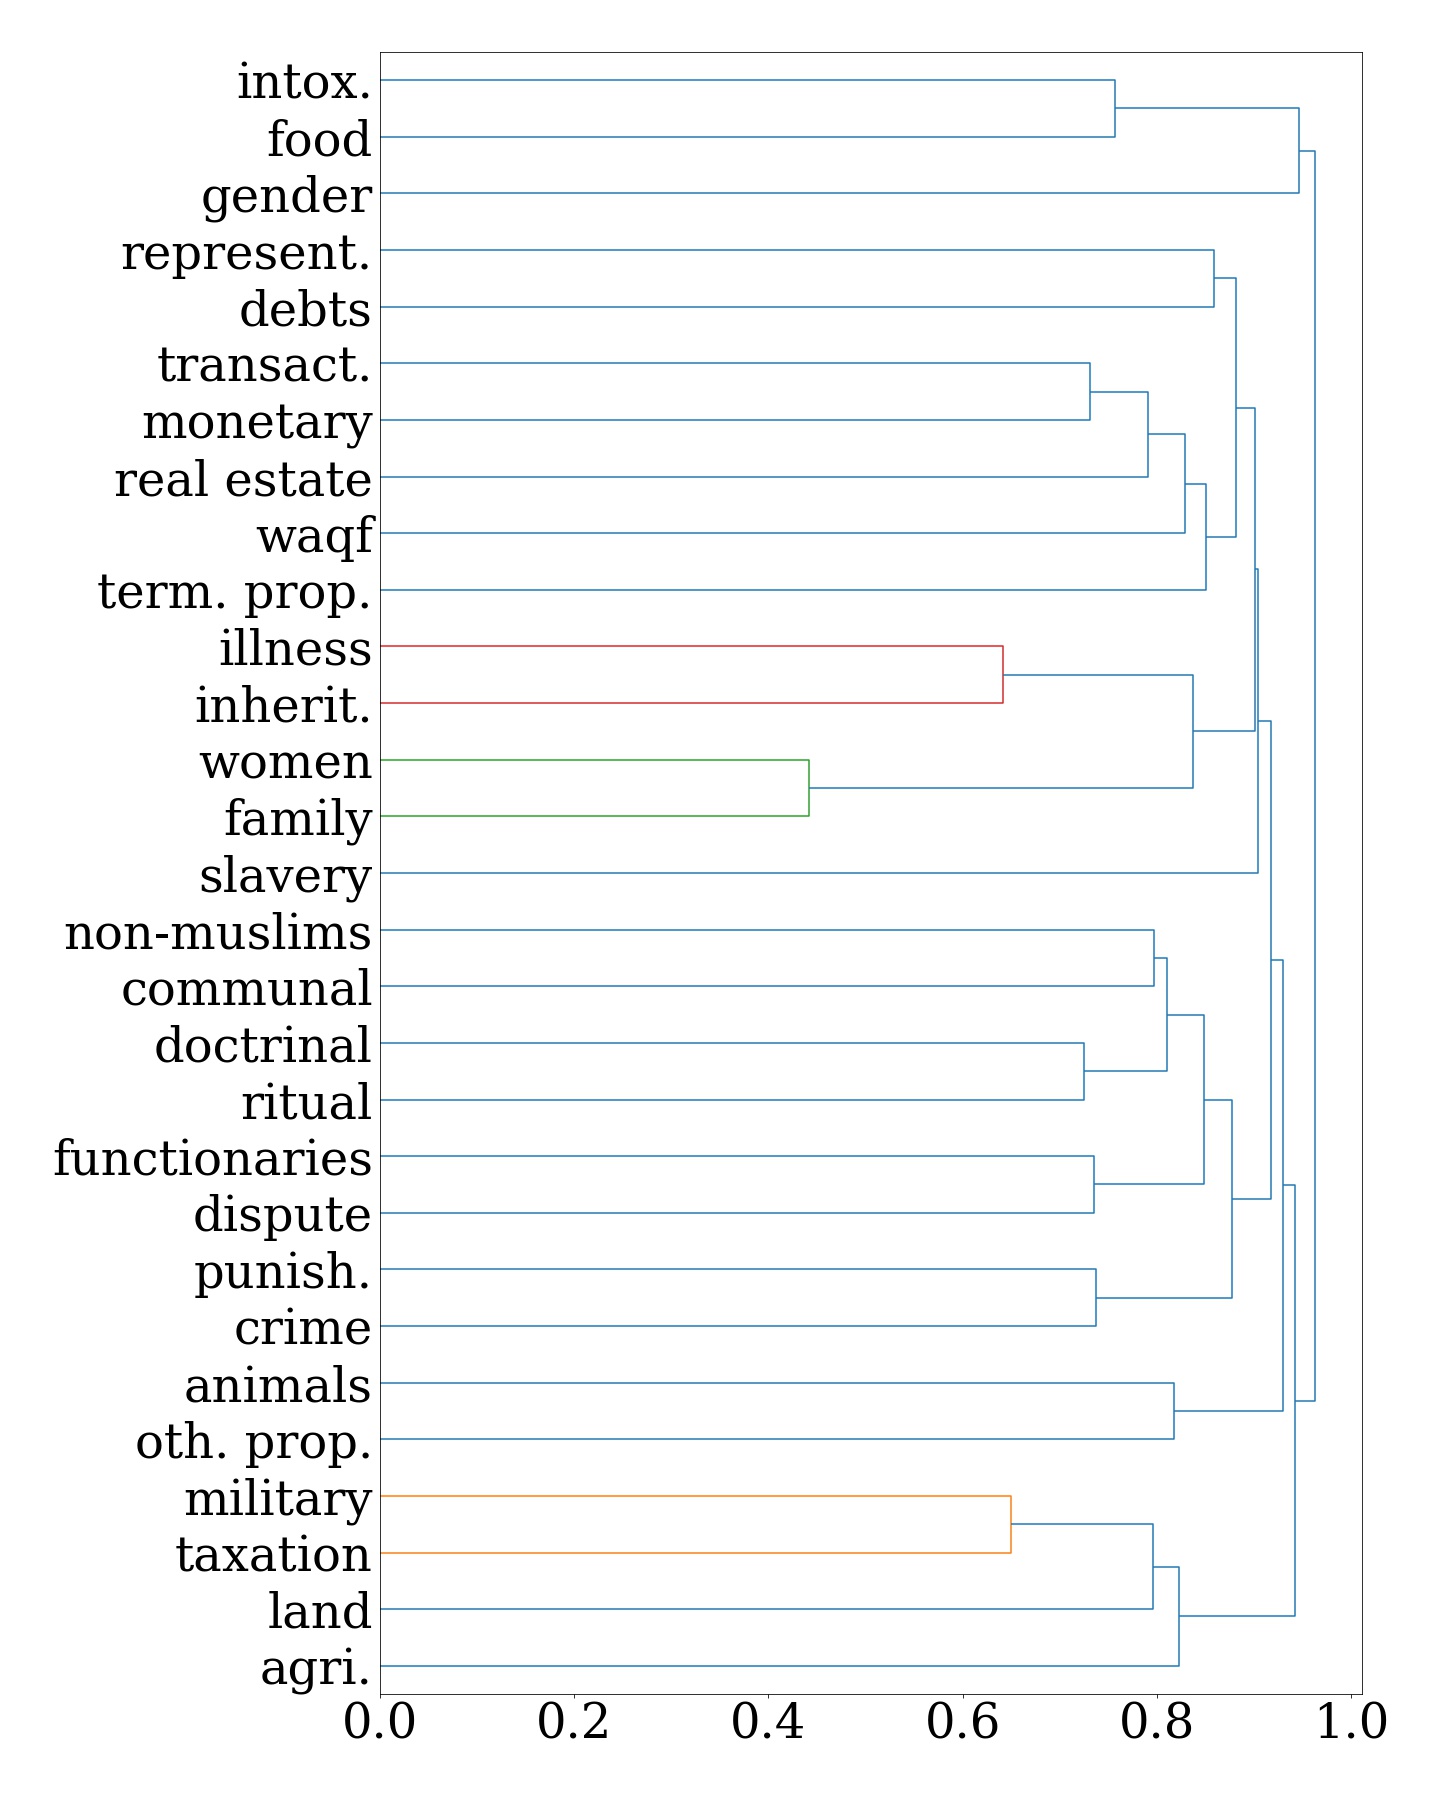 intox.
food
gender
represent.
debts
transact.
monetary
real estate
waqf
term. prop.
illness
inherit.
women
family
slavery
non-muslims
communal
doctrinal
ritual
functionaries
dispute
punish.
crime
animals
oth. prop.
military
taxation
land
agri.
0.0 0.2 0.4 0.6 0.8 1.0